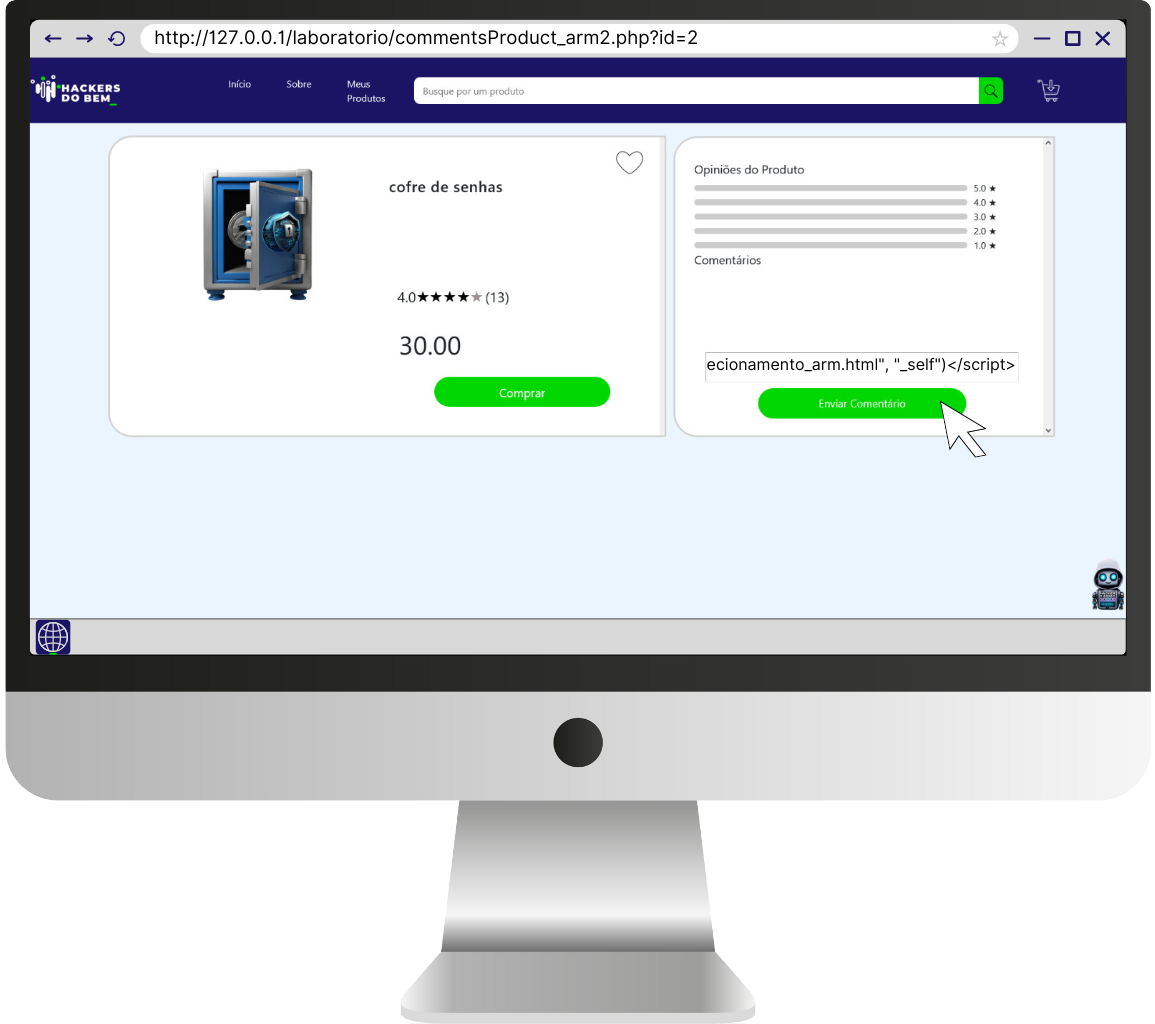 http://127.0.0.1/laboratorio/commentsProduct_arm2.php?id=2
HACKERS
DO BEM_
Início
Sobre
Meus
Produtos
Busque por um produto
cofre de senhas
4.0★★★★★(13)
30.00
Comprar
Opiniões do Produto
5.0 ★
4.0 ★
3.0 ★
2.0 ★
1.0 ★
Comentários
ecionamento_arm.html", "_self")</script>
Enviar Comentário